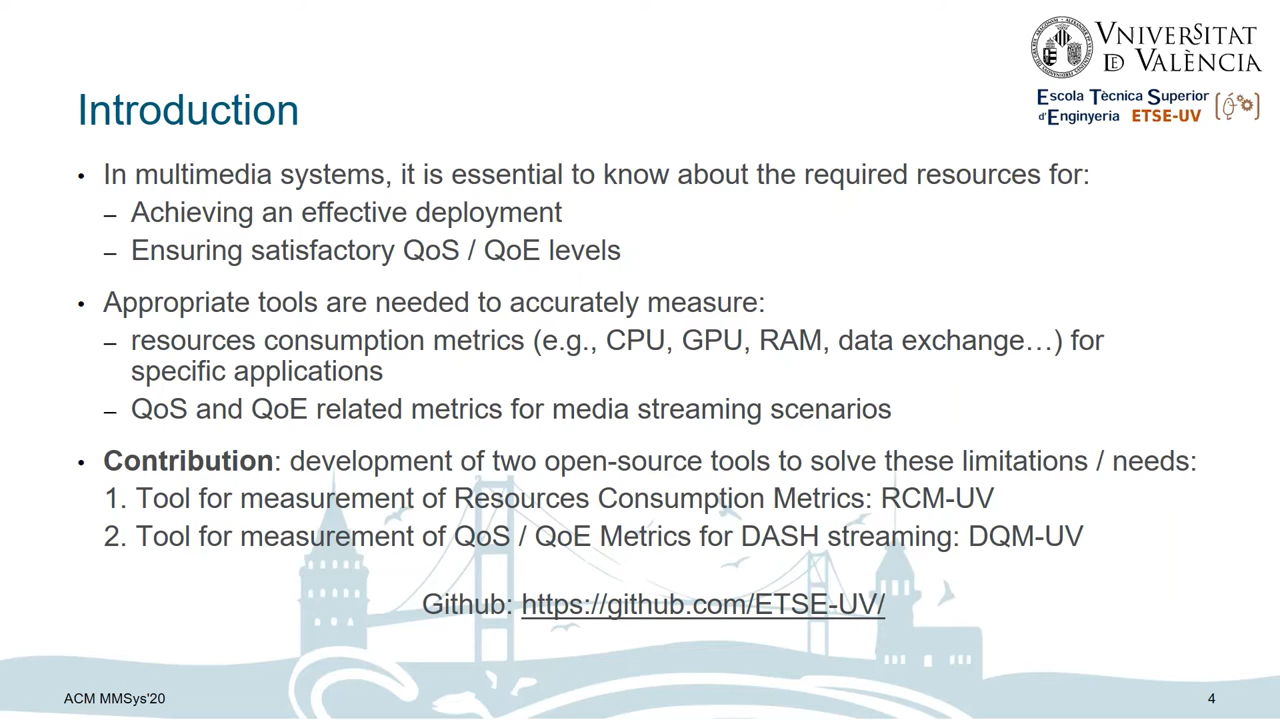 VNIVERSITAT
DE VALÈNCIA
Escola Tècnica Superior
d'Enginyeria ETSE-UV
Introduction
• In multimedia systems, it is essential to know about the required resources for:
– Achieving an effective deployment
– Ensuring satisfactory QoS / QoE levels
• Appropriate tools are needed to accurately measure:
– resources consumption metrics (e.g., CPU, GPU, RAM, data exchange…) for
specific applications
– QoS and QoE related metrics for media streaming scenarios
• Contribution: development of two open-source tools to solve these limitations / needs:
1. Tool for measurement of Resources Consumption Metrics: RCM-UV
2. Tool for measurement of QoS / QoE Metrics for DASH streaming: DQM-UV
Github: https://github.com/ETSE-UV/
ACM MMSys'20
4